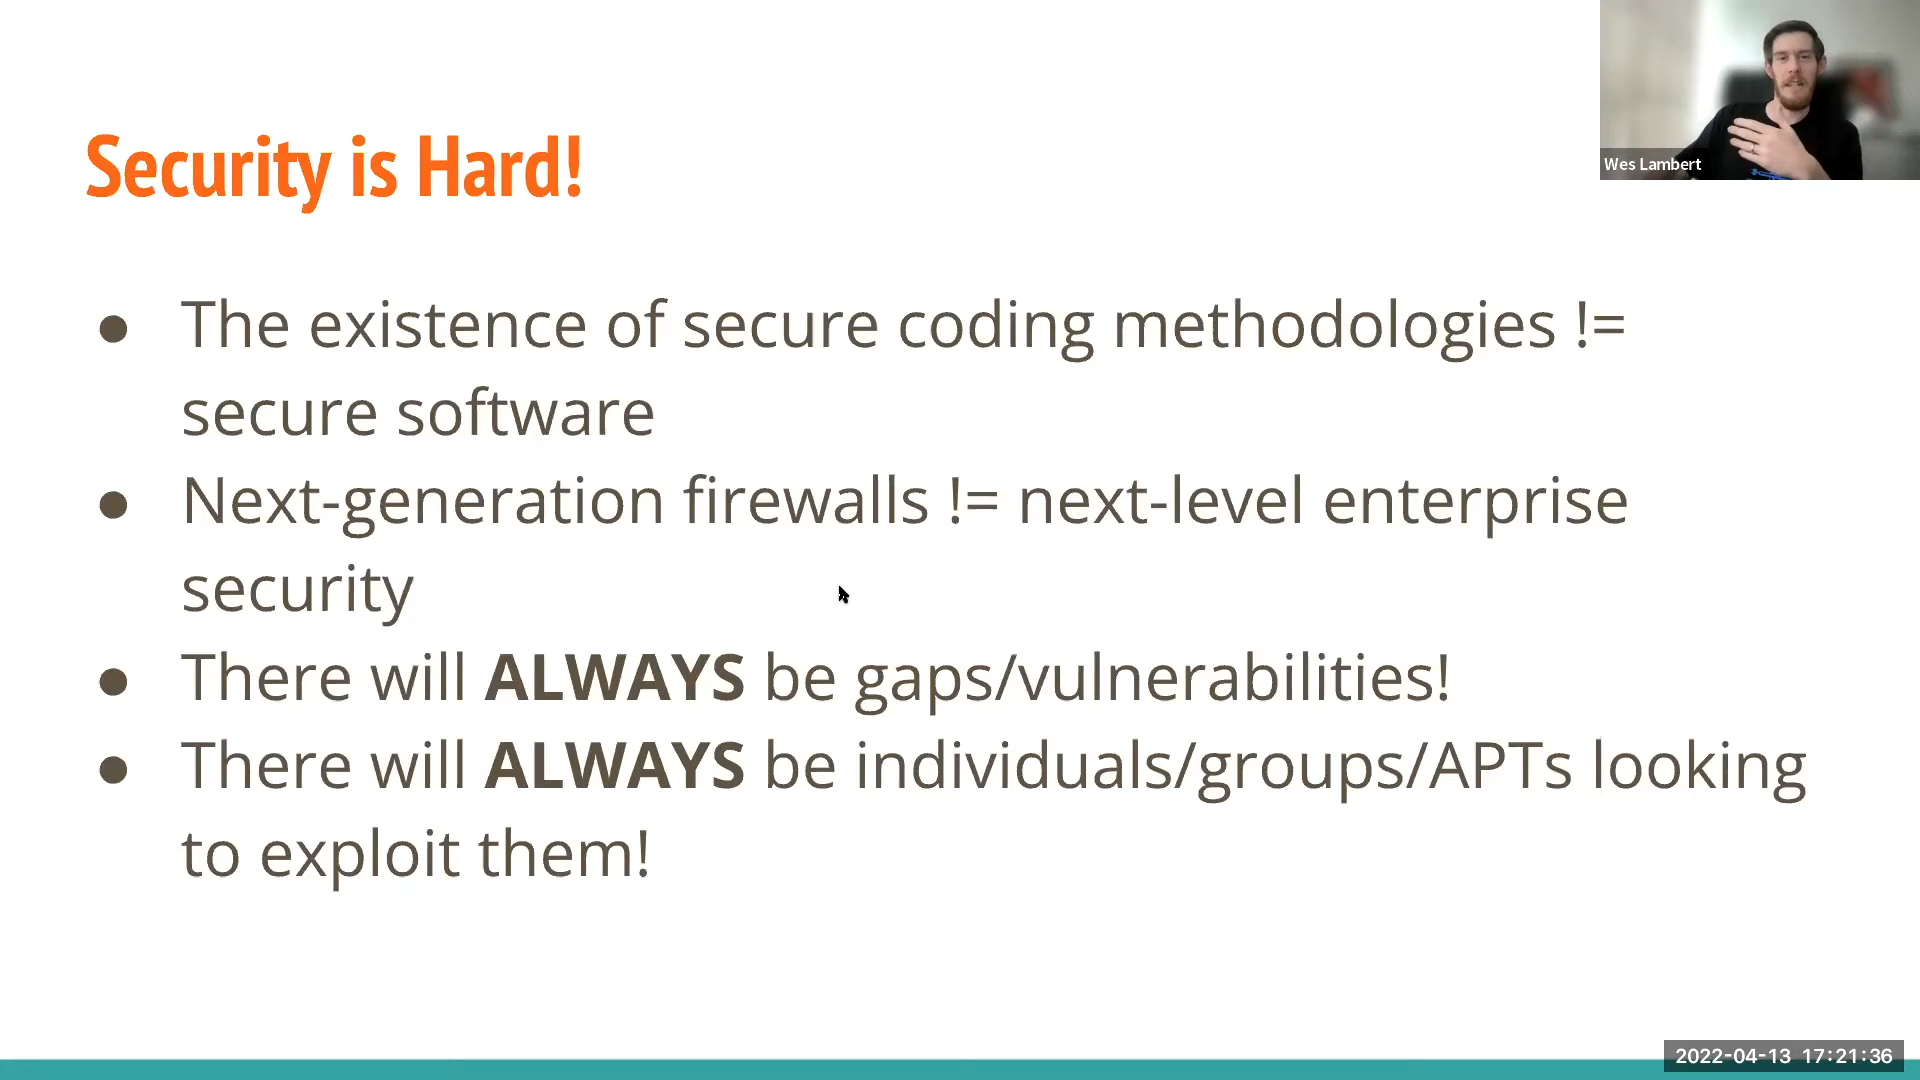 Security is Hard!
Wes Lambert
● The existence of secure coding methodologies !=
secure software
● Next-generation firewalls != next-level enterprise
security
● There will ALWAYS be gaps/vulnerabilities!
● There will ALWAYS be individuals/groups/APTs looking
to exploit them!
2022-04-13 17:21:36